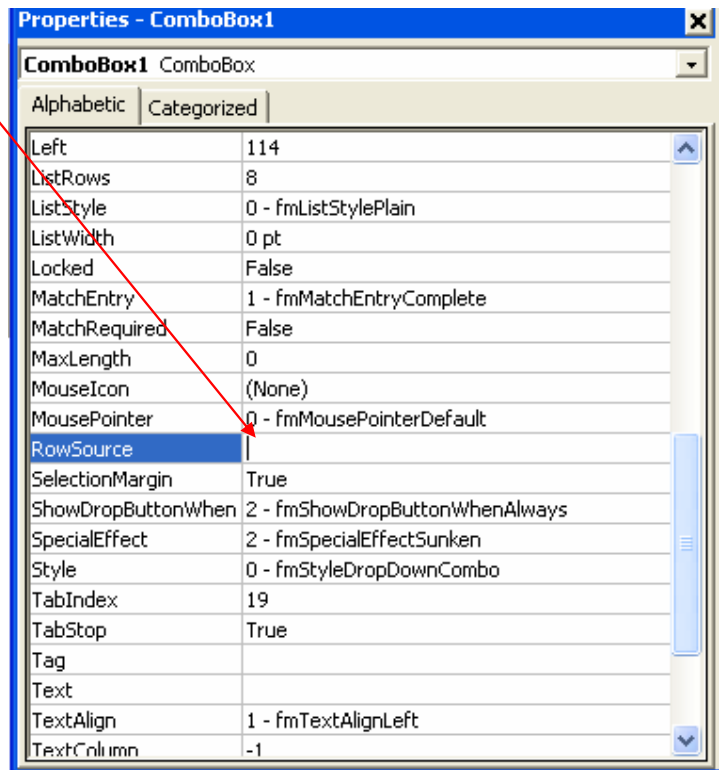 Properties - ComboBox1
ComboBox1 ComboBox
Alphabetic Categorized
Left 114
ListRows 8
ListStyle 0 - fmListStylePlain
ListWidth 0 pt
Locked False
MatchEntry 1 - fmMatchEntryComplete
MatchRequired False
MaxLength 0
MouseIcon (None)
MousePointer 0 - fmMousePointerDefault
RowSource
SelectionMargin True
ShowDropButtonWhen 2 - fmShowDropButtonWhenAlways
SpecialEffect 2 - fmSpecialEffectSunken
Style 0 - fmStyleDropDownCombo
TabIndex 19
TabStop True
Tag
Text
TextAlign 1 - fmTextAlignLeft
TextColumn -1